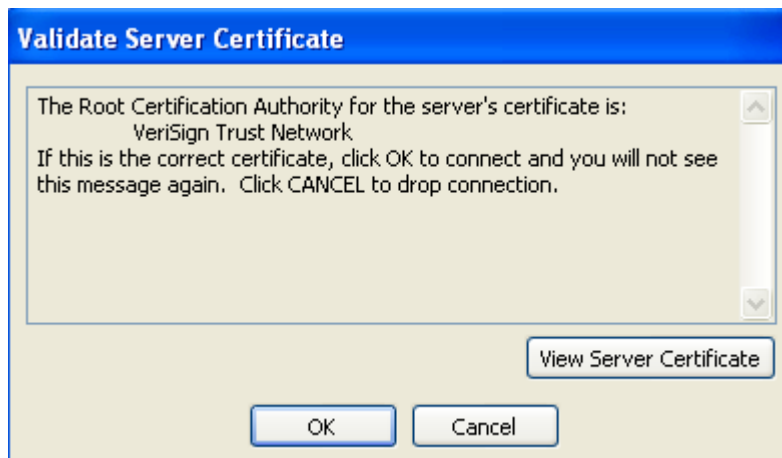 Validate Server Certificate
The Root Certification Authority for the server's certificate is:
VeriSign Trust Network
If this is the correct certificate, click OK to connect and you will not see
this message again.  Click CANCEL to drop connection.
View Server Certificate
OK
Cancel